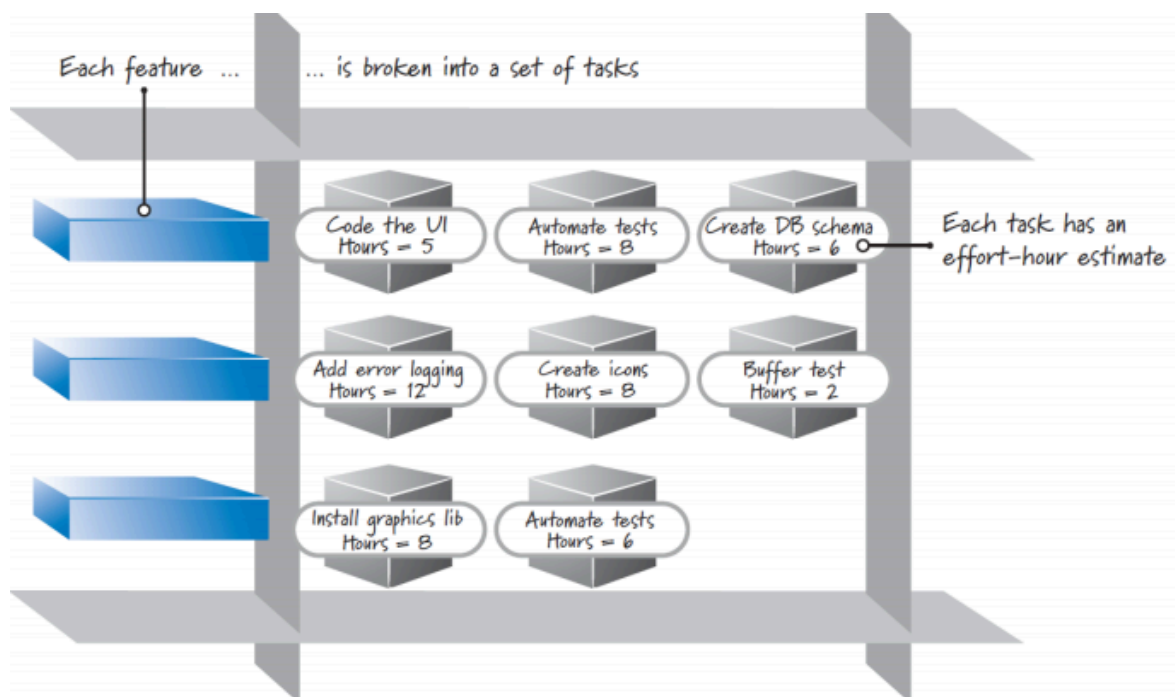 Each feature ...
... is broken into a set of tasks
Code the UI
Hours = 5
Automate tests
Hours = 8
Create DB schema
Hours = 6
Each task has an
effort-hour estimate
Add error logging
Hours = 12
Create icons
Hours = 8
Buffer test
Hours = 2
Install graphics lib
Hours = 8
Automate tests
Hours = 6